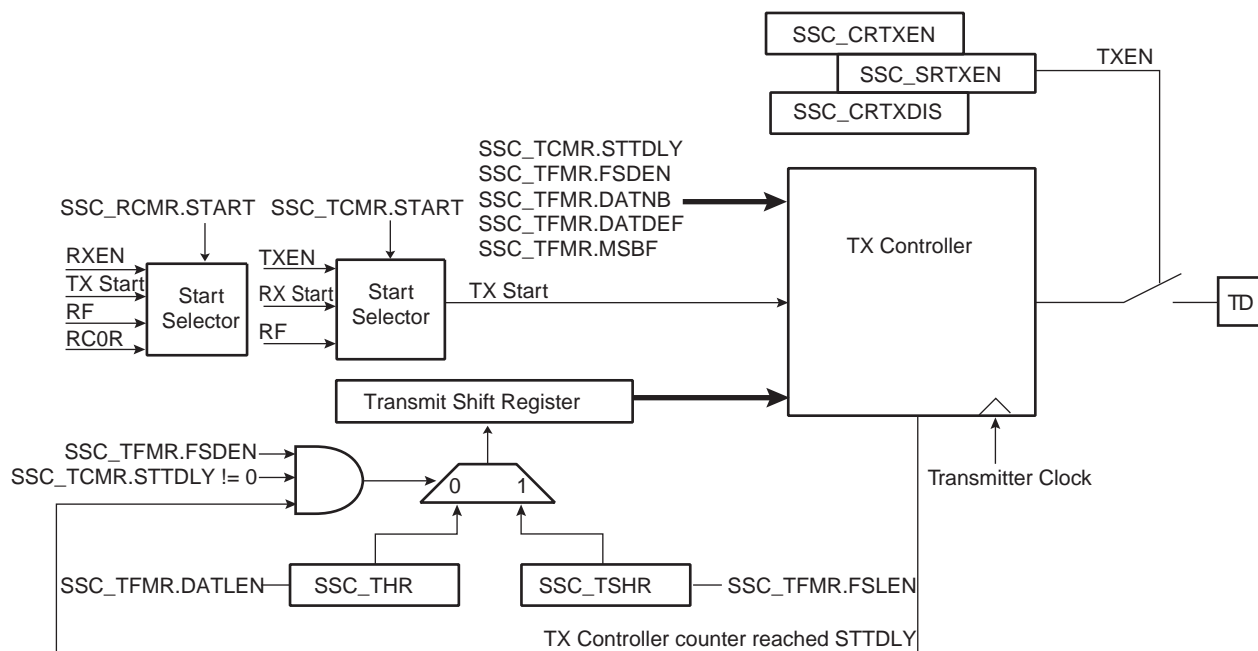 SSC_CRTXEN
SSC_SRTXEN
TXEN
SSC_CRTXDIS
SSC_TCMR.STTDLY
SSC_TFMR.FSDEN
SSC_TFMR.DATNB
SSC_TFMR.DATDEF
SSC_TFMR.MSBF
SSC_RCMR.START
SSC_TCMR.START
RXEN
TX Start
RF
RC0R
Start
Selector
TXEN
RX Start
RF
Start
Selector
TX Start
TX Controller
TD
Transmit Shift Register
Transmitter Clock
SSC_TFMR.FSDEN
SSC_TCMR.STTDLY != 0
0
1
SSC_TFMR.DATLEN
SSC_THR
SSC_TSHR
SSC_TFMR.FSLEN
TX Controller counter reached STTDLY